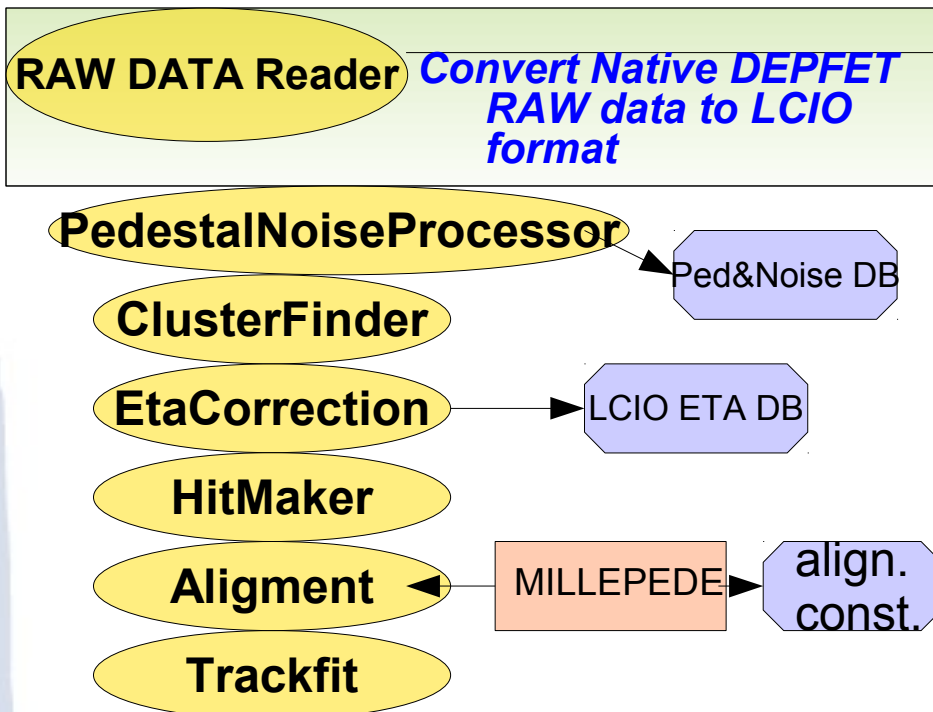 RAW DATA Reader
Convert Native DEPFET
RAW data to LCIO
format
PedestalNoiseProcessor
Ped&Noise DB
ClusterFinder
EtaCorrection
LCIO ETA DB
HitMaker
Aligment
MILLEPEDE
align.
const.
Trackfit